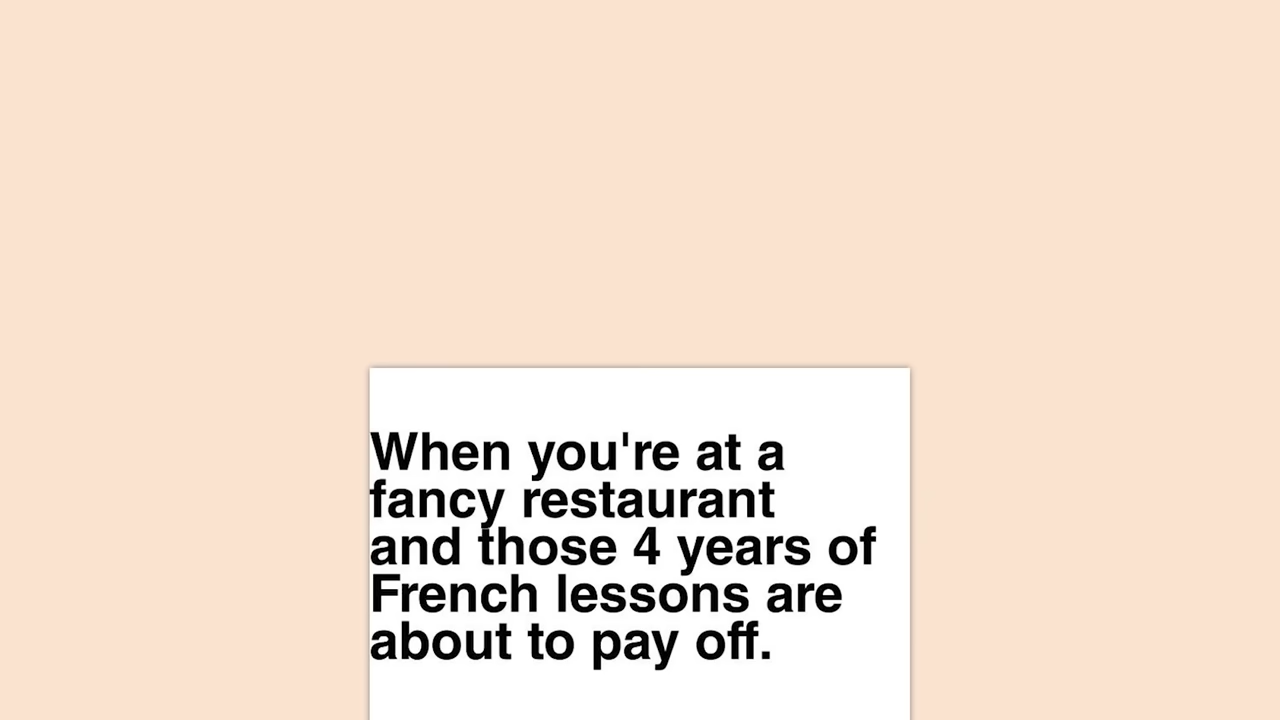 When you're at a
fancy restaurant
and those 4 years of
French lessons are
about to pay off.